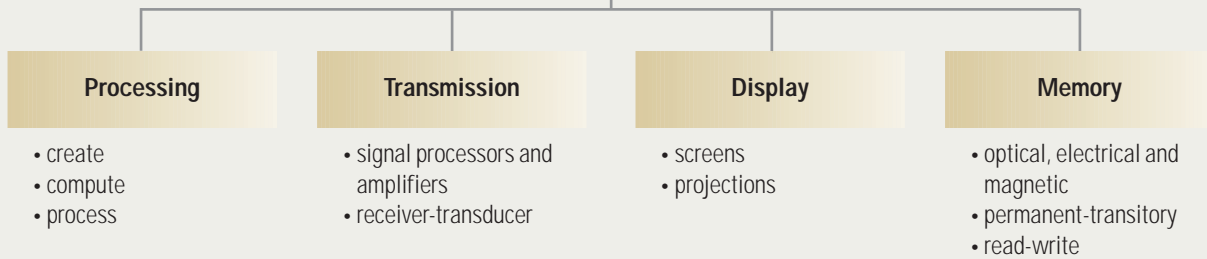 Processing
• create
• compute
• process
Transmission
• signal processors and
amplifiers
• receiver-transducer
Display
• screens
• projections
Memory
• optical, electrical and
magnetic
• permanent-transitory
• read-write